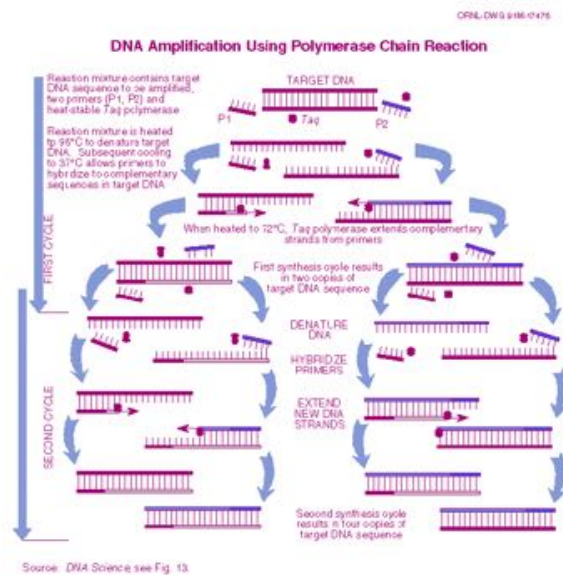 ORNL-DWG 91M-17476
DNA Amplification Using Polymerase Chain Reaction
Reaction mixture contains target
DNA sequence to be amplified,
two primers (P1, P2) and
heat-stable Taq polymerase
TARGET DNA
P1
Taq
P2
Reaction mixture is heated
to 95°C to denature target
DNA. Subsequent cooling
to 37°C allows primers to
hybridize to complementary
sequences in target DNA
When heated to 72°C, Taq polymerase extends complementary
strands from primers
FIRST CYCLE
First synthesis cycle results
in two copies of
target DNA sequence
DENATURE
DNA
HYBRIDIZE
PRIMERS
EXTEND
NEW DNA
STRANDS
SECOND CYCLE
Second synthesis cycle
results in four copies of
target DNA sequence
Source: DNA Science, see Fig. 13.